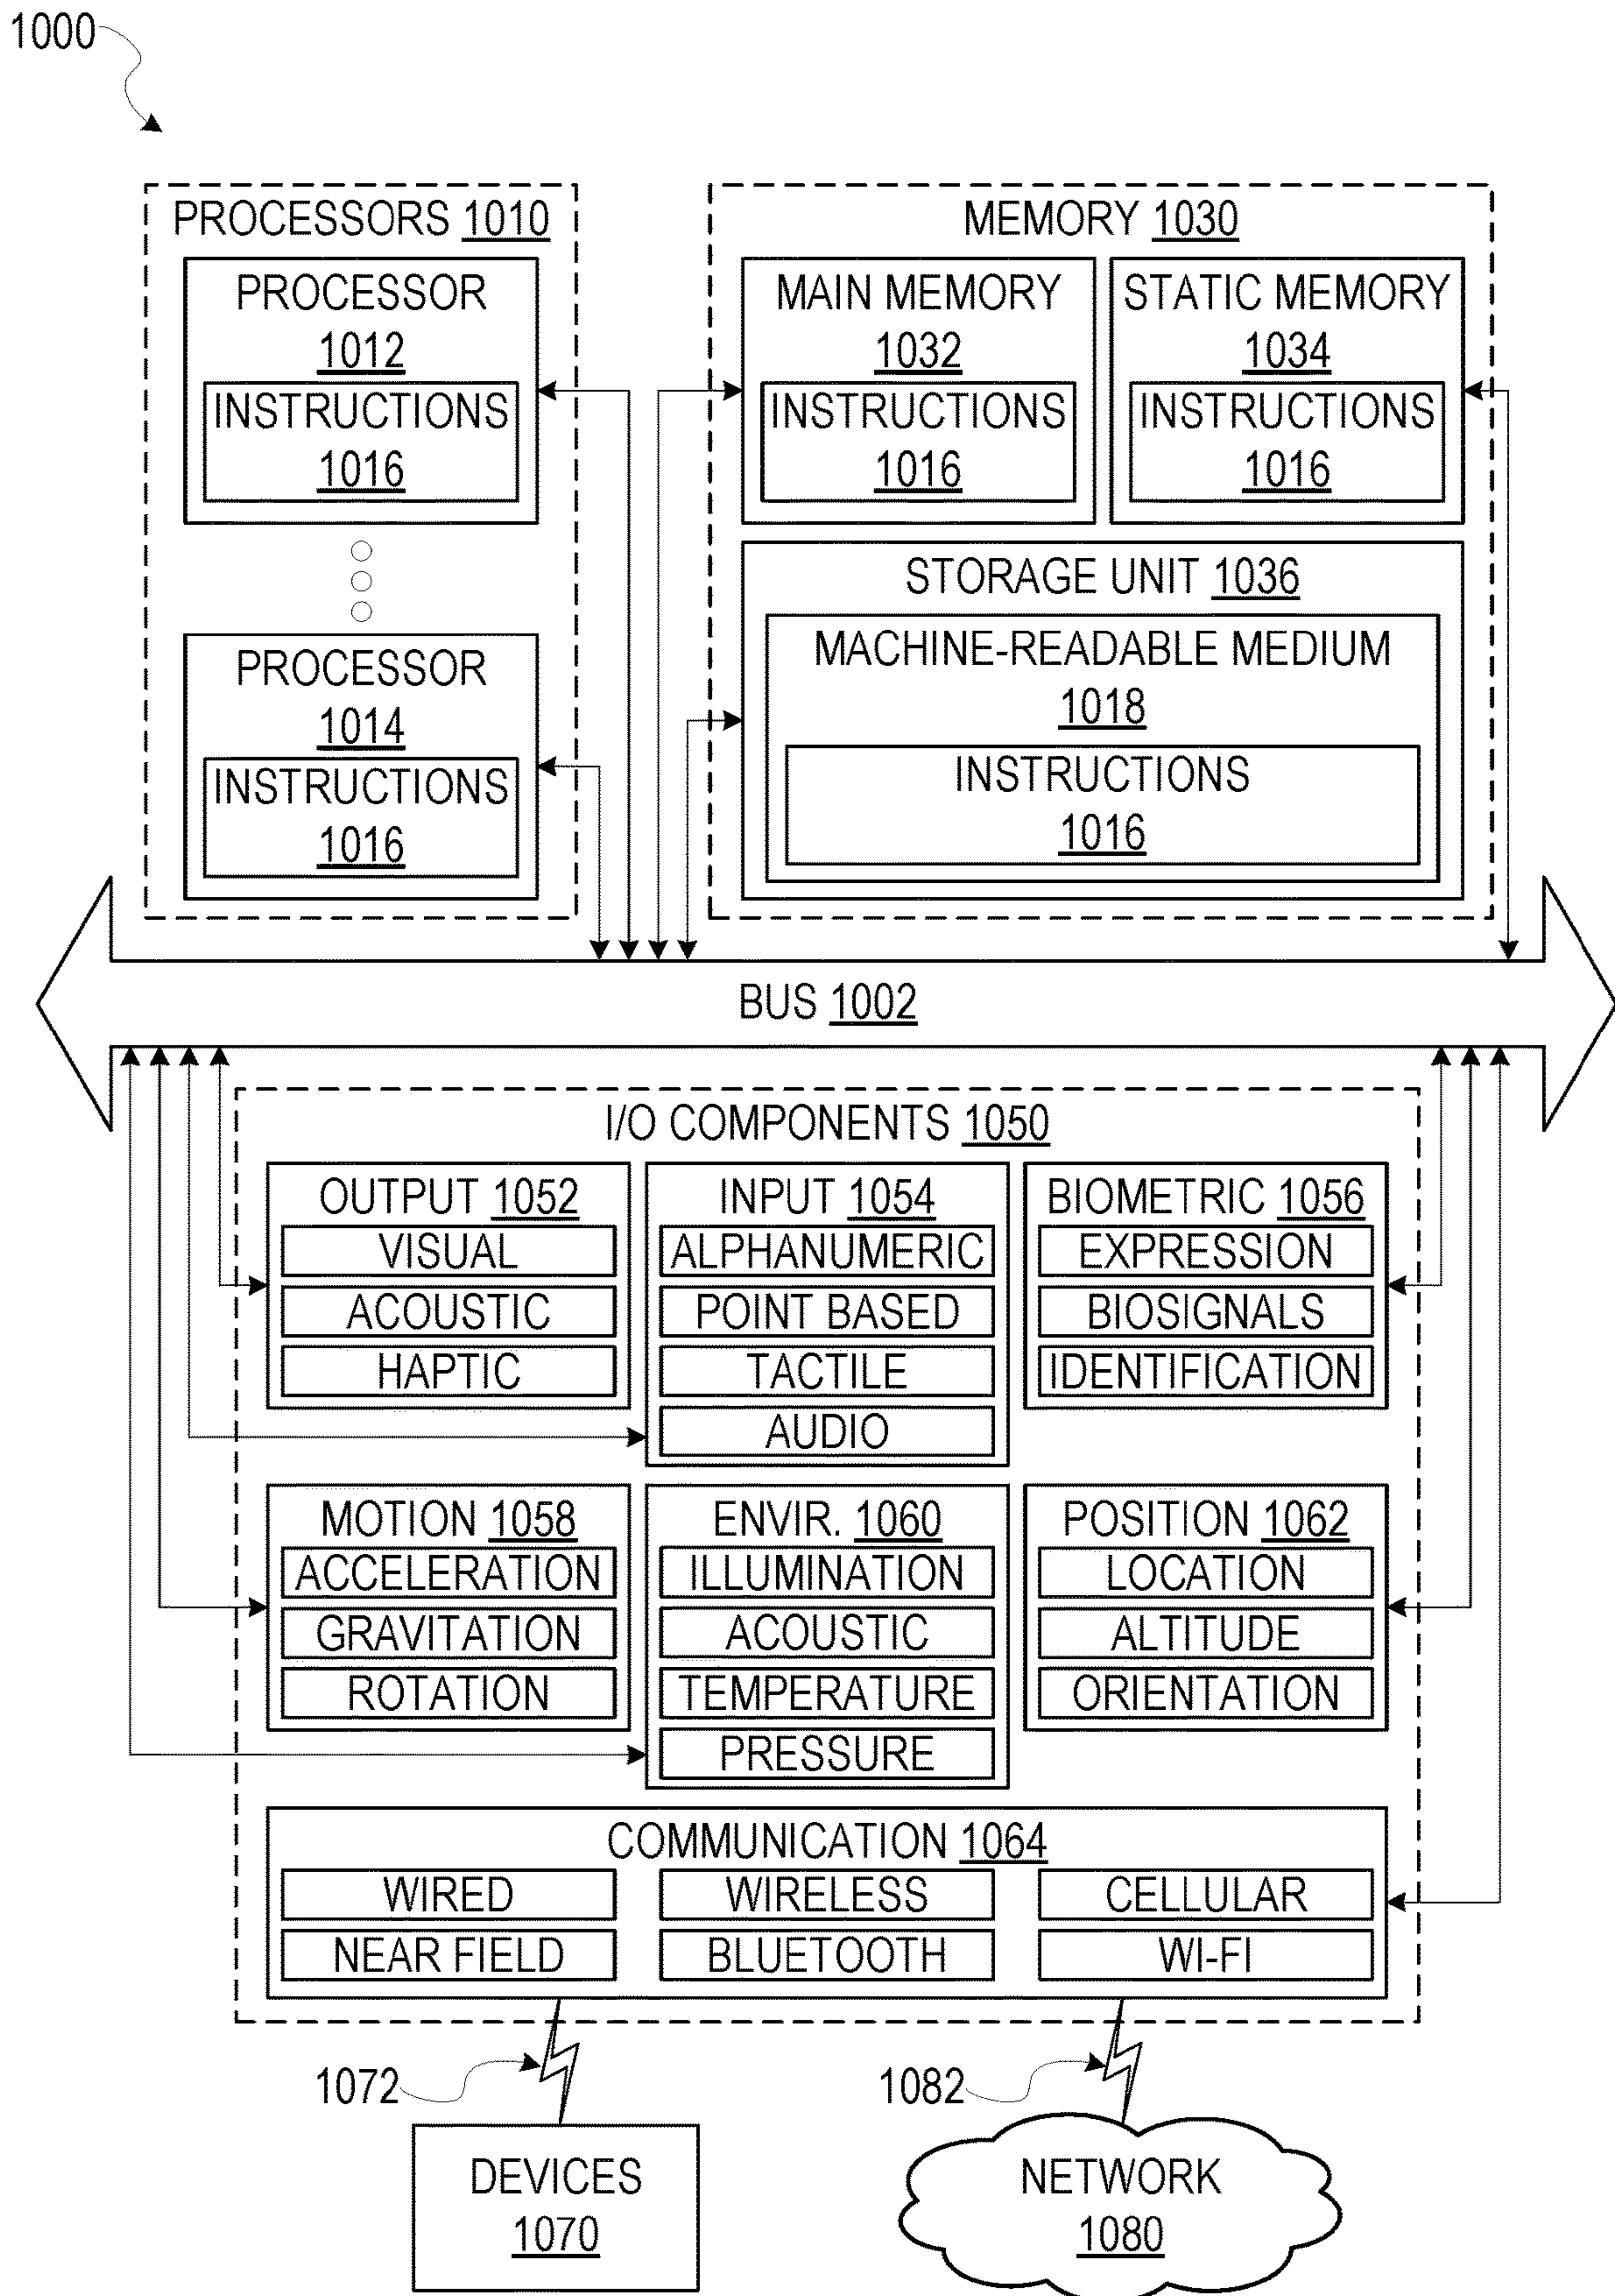 1000
PROCESSORS 1010
PROCESSOR
1012
INSTRUCTIONS
1016
PROCESSOR
1014
INSTRUCTIONS
1016
MEMORY 1030
MAIN MEMORY
1032
INSTRUCTIONS
1016
STATIC MEMORY
1034
INSTRUCTIONS
1016
STORAGE UNIT 1036
MACHINE-READABLE MEDIUM
1018
INSTRUCTIONS
1016
BUS 1002
I/O COMPONENTS 1050
OUTPUT 1052
VISUAL
ACOUSTIC
HAPTIC
INPUT 1054
ALPHANUMERIC
POINT BASED
TACTILE
AUDIO
BIOMETRIC 1056
EXPRESSION
BIOSIGNALS
IDENTIFICATION
MOTION 1058
ACCELERATION
GRAVITATION
ROTATION
ENVIR. 1060
ILLUMINATION
ACOUSTIC
TEMPERATURE
PRESSURE
POSITION 1062
LOCATION
ALTITUDE
ORIENTATION
COMMUNICATION 1064
WIRED
WIRELESS
CELLULAR
NEAR FIELD
BLUETOOTH
WI-FI
1072
1082
DEVICES
1070
NETWORK
1080